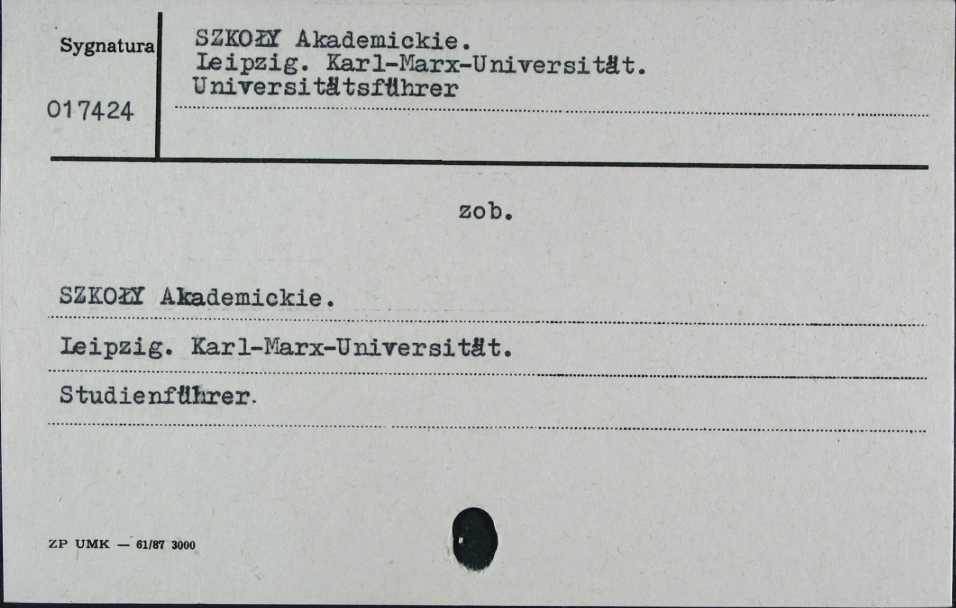 Sygnatura
017424
SZKOŁY Akademickie.
Leipzig. Karl-Marx-Universität.
Universitätsführer
zob.
SZKOŁY Akademickie.
Leipzig. Karl-Marx-Universität.
Studienführer.
ZP UMK — 61/87 3000